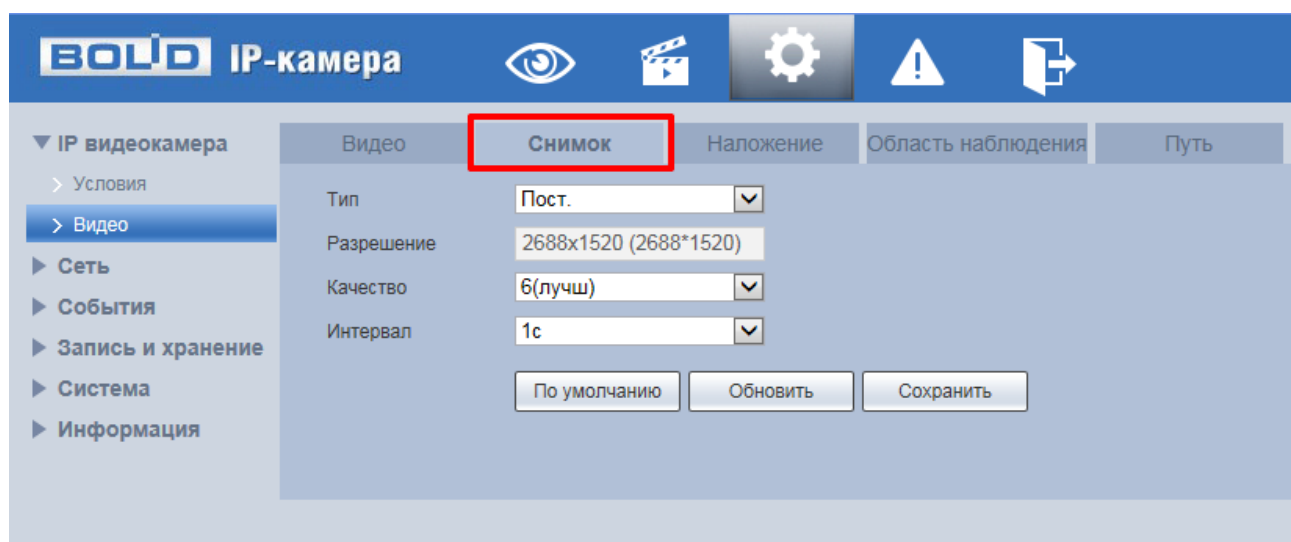 BOLID IP-камера
IP видеокамера
Условия
Видео
Сеть
События
Запись и хранение
Система
Информация
Видео Снимок Наложение Область наблюдения Путь
Тип Пост.
Разрешение 2688x1520 (2688*1520)
Качество 6(лучш)
Интервал 1с
По умолчанию Обновить Сохранить